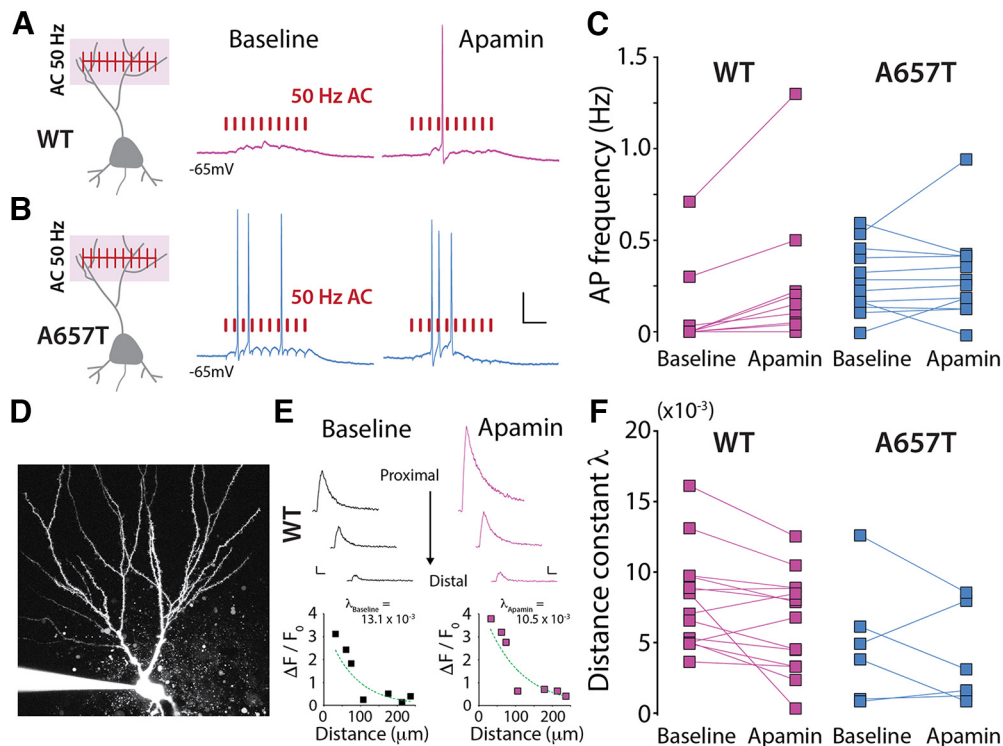 A
AC 50 Hz
WT
Baseline
Apamin
50 Hz AC
-65mV
B
AC 50 Hz
A657T
50 Hz AC
-65mV
C
AP frequency (Hz)
1.5
1.0
0.5
0
WT
A657T
Baseline Apamin Baseline Apamin
D
E
Baseline
Apamin
WT
Proximal
Distal
λBaseline =
13.1 x 10-3
λApamin =
10.5 x 10-3
ΔF / F0
4
3
2
1
0
0 100 200
Distance (μm)
ΔF / F0
4
3
2
1
0
0 100 200
Distance (μm)
F
(x10-3)
Distance constant λ
20
15
10
5
0
WT
A657T
Baseline Apamin Baseline Apamin